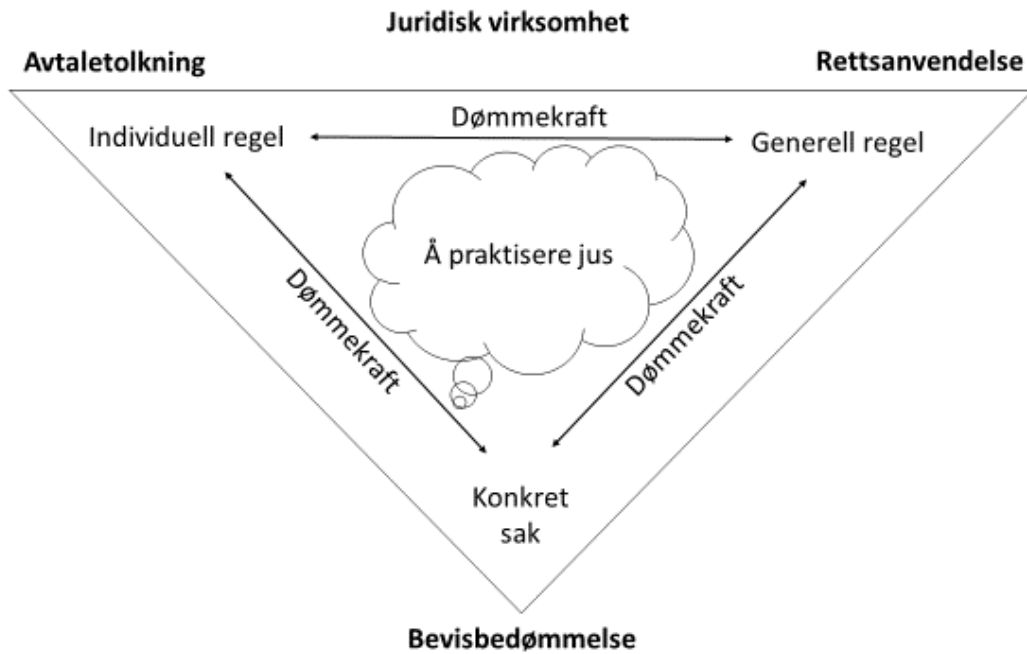 Juridisk virksomhet
Avtaletolkning
Rettsanvendelse
Dømmekraft
Individuell regel
Generell regel
Å praktisere jus
Dømmekraft
Dømmekraft
Konkret
sak
Bevisbedømmelse